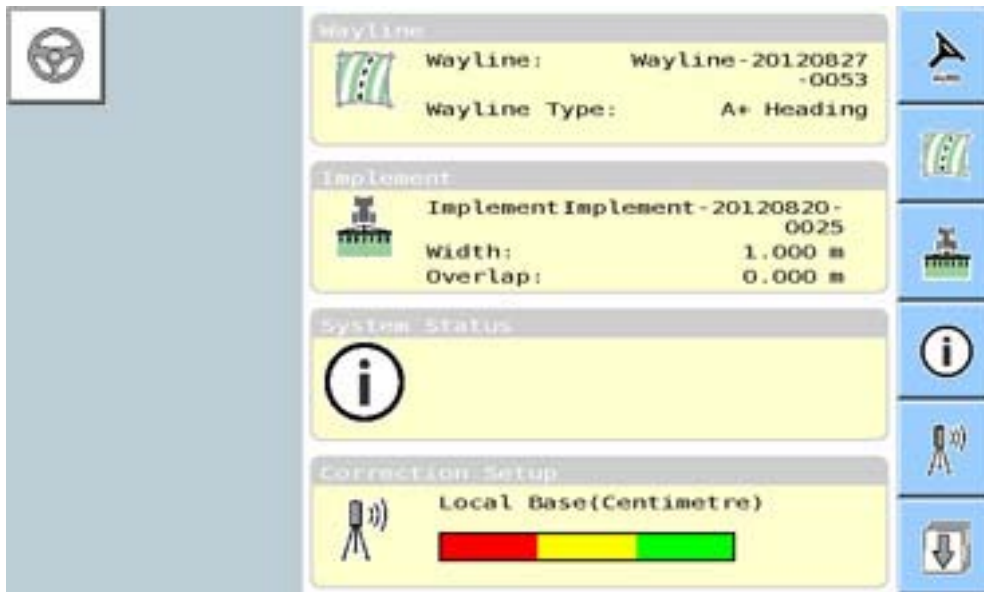 Wayline
Wayline: Wayline-20120827
-0053
Wayline Type: A+ Heading
Implement
Implement Implement-20120820-
0025
Width: 1.000 m
Overlap: 0.000 m
System Status
Correction Setup
Local Base(Centimetre)
AUTO